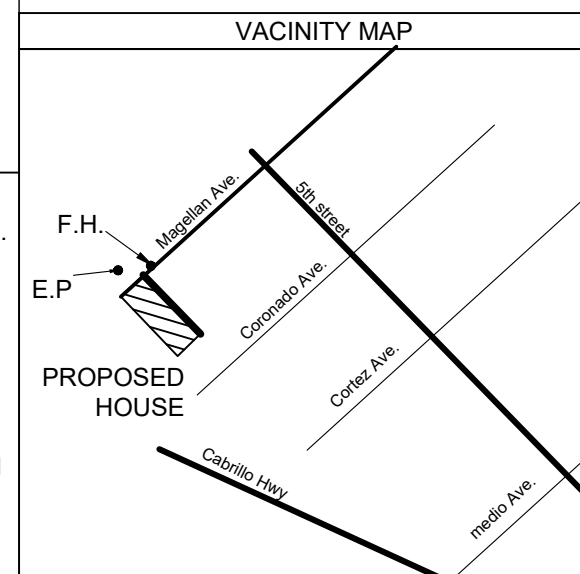 VACINITY MAP
Magellan Ave.
5th street
F.H.
E.P
Coronado Ave.
Cortez Ave.
PROPOSED
HOUSE
Cabrillo Hwy
medio Ave.